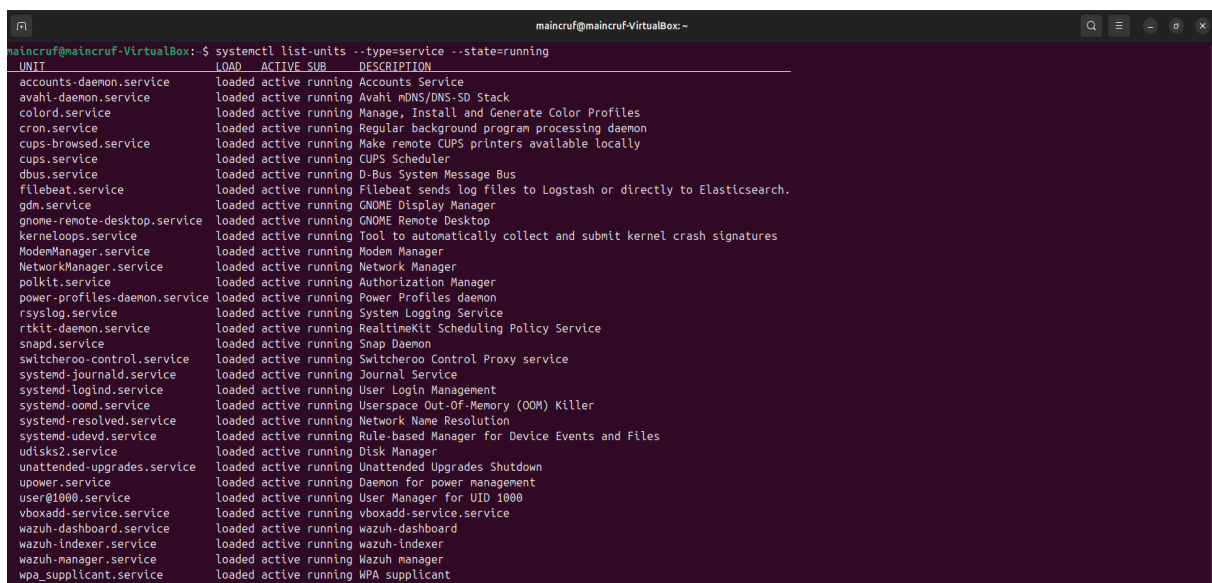 maincruf@maincruf-VirtualBox: ~
maincruf@maincruf-VirtualBox:~$ systemctl list-units --type=service --state=running
UNIT LOAD ACTIVE SUB DESCRIPTION
accounts-daemon.service loaded active running Accounts Service
avahi-daemon.service loaded active running Avahi mDNS/DNS-SD Stack
colord.service loaded active running Manage, Install and Generate Color Profiles
cron.service loaded active running Regular background program processing daemon
cups-browsed.service loaded active running Make remote CUPS printers available locally
cups.service loaded active running CUPS Scheduler
dbus.service loaded active running D-Bus System Message Bus
filebeat.service loaded active running Filebeat sends log files to Logstash or directly to Elasticsearch.
gdm.service loaded active running GNOME Display Manager
gnome-remote-desktop.service loaded active running GNOME Remote Desktop
kerneloops.service loaded active running Tool to automatically collect and submit kernel crash signatures
ModemManager.service loaded active running Modem Manager
NetworkManager.service loaded active running Network Manager
polkit.service loaded active running Authorization Manager
power-profiles-daemon.service loaded active running Power Profiles daemon
rsyslog.service loaded active running System Logging Service
rtkit-daemon.service loaded active running RealtimeKit Scheduling Policy Service
snapd.service loaded active running Snap Daemon
switcheroo-control.service loaded active running Switcheroo Control Proxy service
systemd-journald.service loaded active running Journal Service
systemd-logind.service loaded active running User Login Management
systemd-oomd.service loaded active running Userspace Out-Of-Memory (OOM) Killer
systemd-resolved.service loaded active running Network Name Resolution
systemd-udevd.service loaded active running Rule-based Manager for Device Events and Files
udisks2.service loaded active running Disk Manager
unattended-upgrades.service loaded active running Unattended Upgrades Shutdown
upower.service loaded active running Daemon for power management
user@1000.service loaded active running User Manager for UID 1000
vboxadd-service.service loaded active running vboxadd-service.service
wazuh-dashboard.service loaded active running wazuh-dashboard
wazuh-indexer.service loaded active running wazuh-indexer
wazuh-manager.service loaded active running Wazuh manager
wpa_supplicant.service loaded active running WPA supplicant